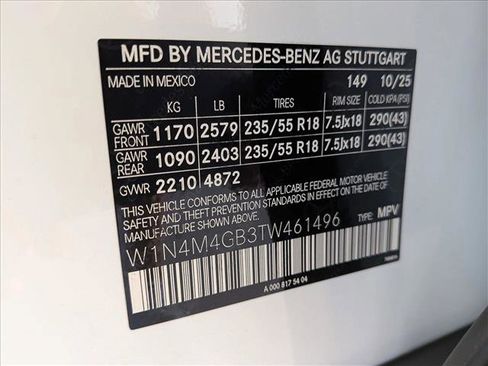 MFD BY MERCEDES-BENZ AG STUTTGART
MADE IN MEXICO 149 10/25
KG LB TIRES RIM SIZE COLD KPA(PSI)
GAWR FRONT 1170 2579 235/55 R18 7.5Jx18 290(43)
GAWR REAR 1090 2403 235/55 R18 7.5Jx18 290(43)
GVWR 2210 4872
THIS VEHICLE CONFORMS TO ALL APPLICABLE FEDERAL MOTOR VEHICLE
SAFETY AND THEFT PREVENTION STANDARDS IN EFFECT ON THE DATE OF
MANUFACTURE SHOWN ABOVE.
W1N4M4GB3TW461496 TYPE: MPV
A 000 817 54 04